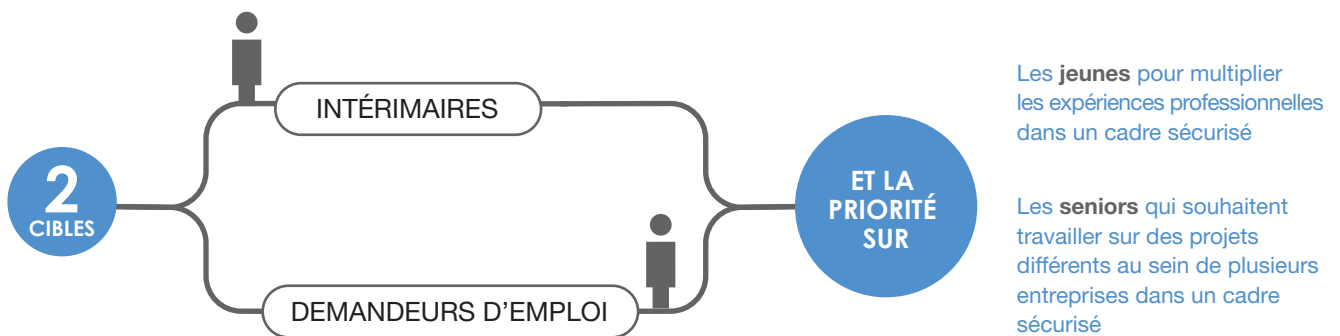 2
CIBLES
INTÉRIMAIRES
DEMANDEURS D'EMPLOI
ET LA
PRIORITÉ
SUR
Les jeunes pour multiplier
les expériences professionnelles
dans un cadre sécurisé
Les seniors qui souhaitent
travailler sur des projets
différents au sein de plusieurs
entreprises dans un cadre
sécurisé